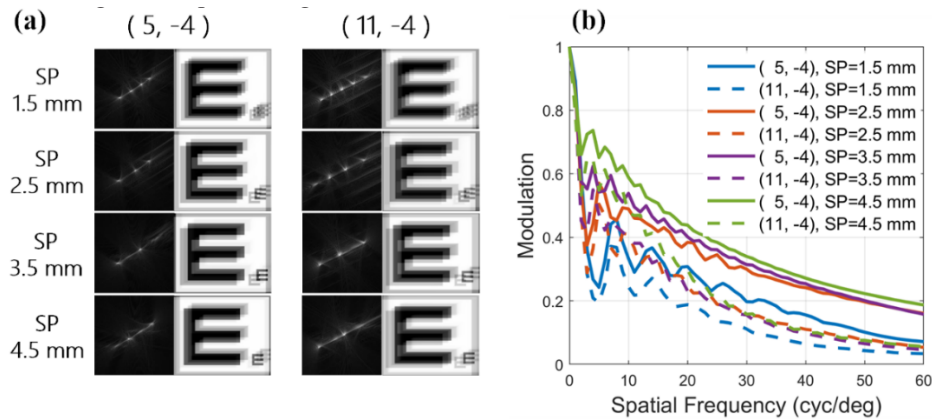 (a)
( 5, -4 ) ( 11, -4 )
SP
1.5 mm
SP
2.5 mm
SP
3.5 mm
SP
4.5 mm
E E
E E
E E
E E
(b)
Modulation
1
0.8
0.6
0.4
0.2
0
( 5, -4), SP=1.5 mm
(11, -4), SP=1.5 mm
( 5, -4), SP=2.5 mm
(11, -4), SP=2.5 mm
( 5, -4), SP=3.5 mm
(11, -4), SP=3.5 mm
( 5, -4), SP=4.5 mm
(11, -4), SP=4.5 mm
0 10 20 30 40 50 60
Spatial Frequency (cyc/deg)